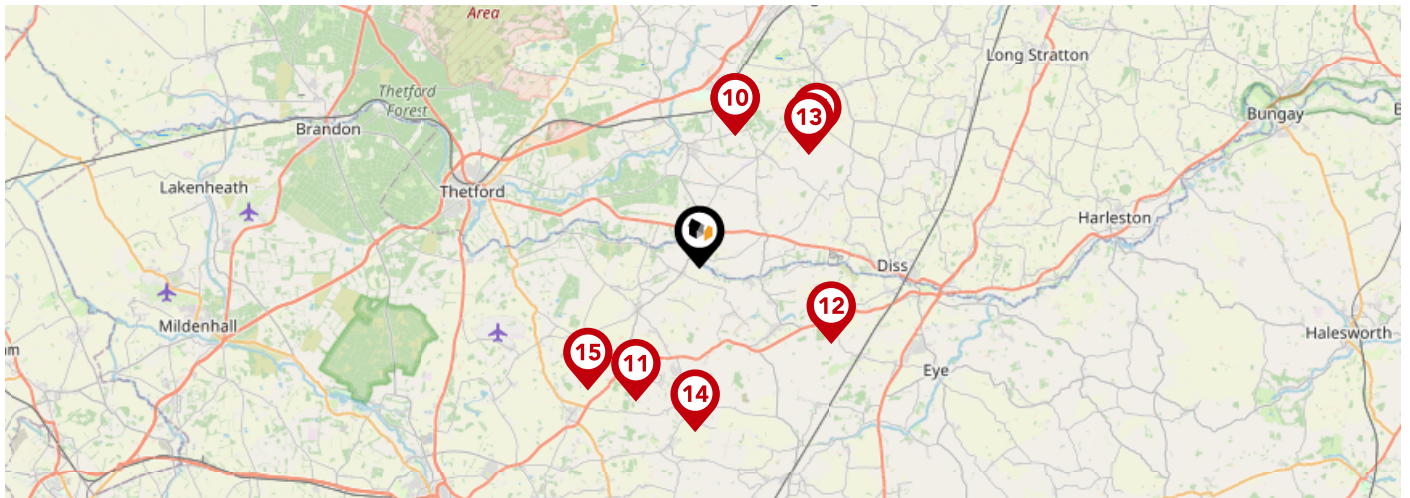 Area
Long Stratton
Thetford
Forest
10
13
Bungay
Brandon
Lakenheath
Thetford
Harleston
Diss
12
Mildenhall
Halesworth
15
11
Eye
14